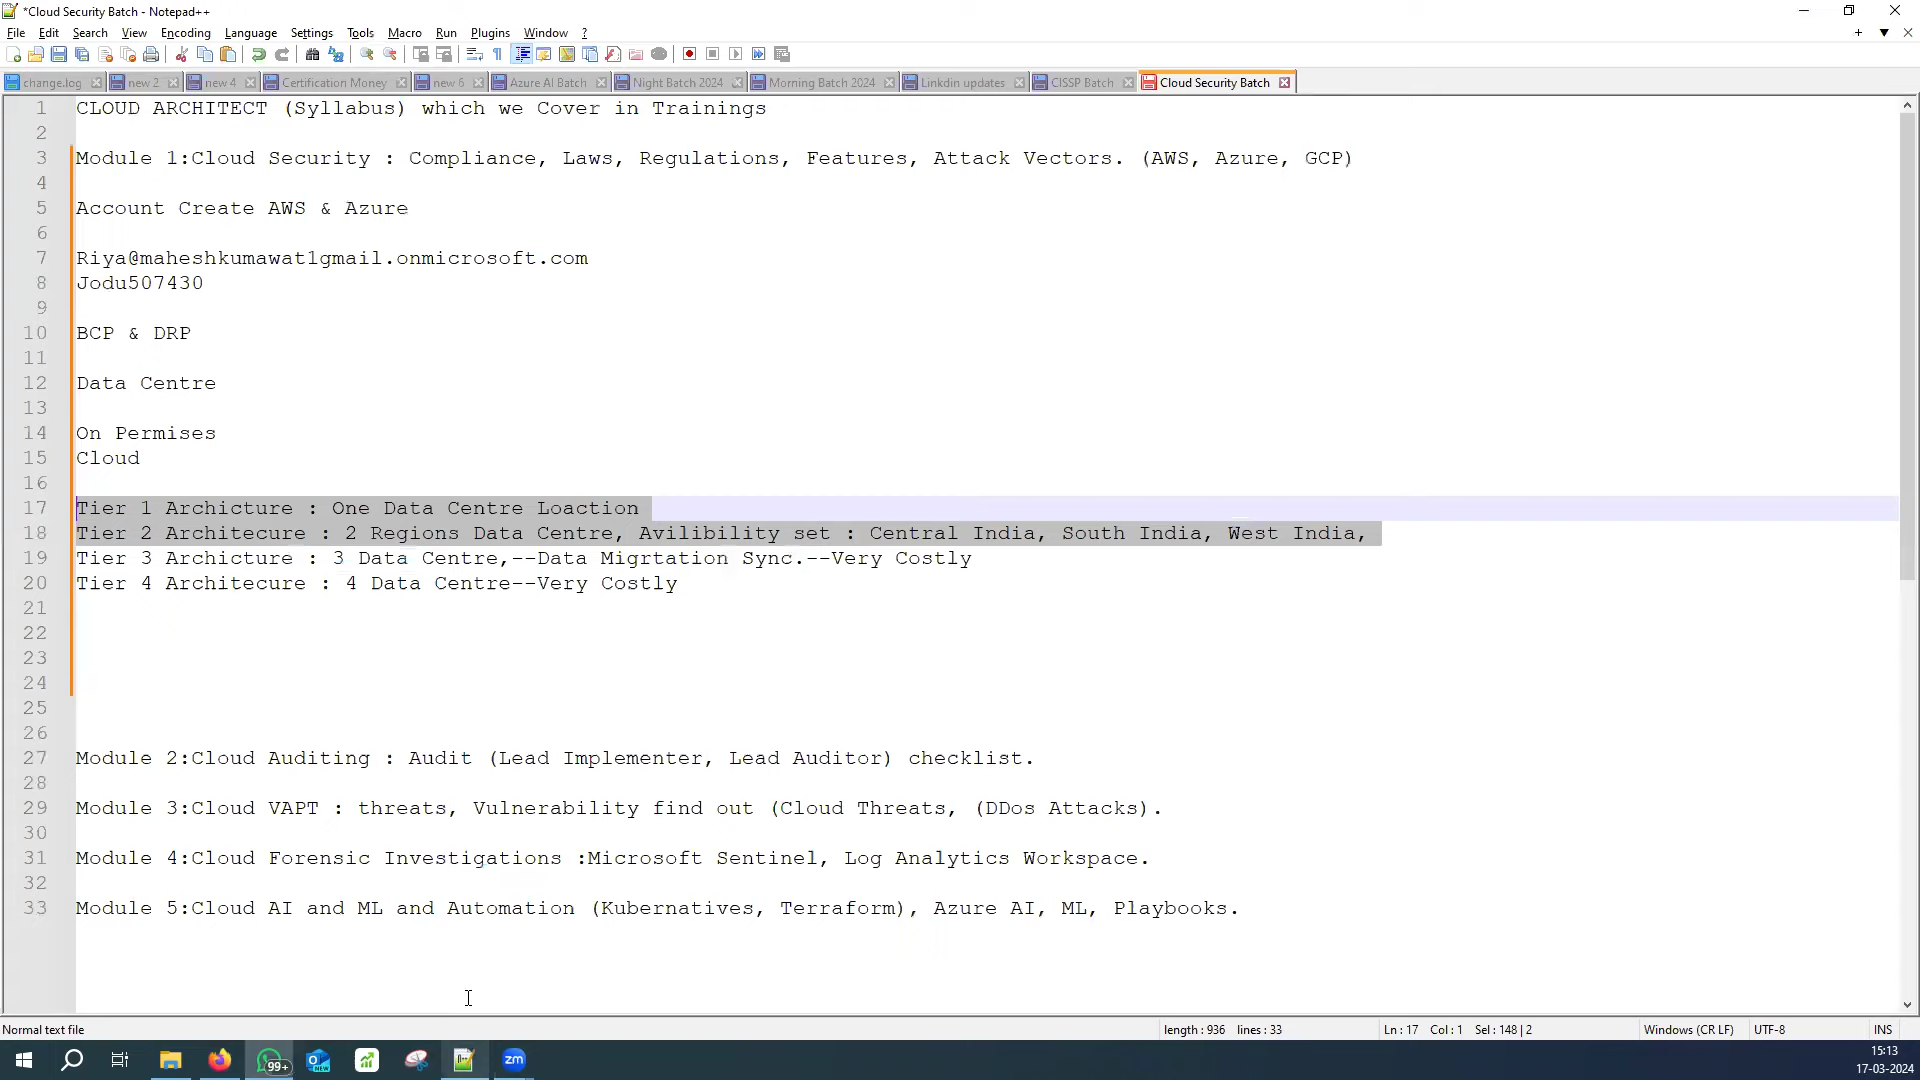 *Cloud Security Batch - Notepad++
File Edit Search View Encoding Language Settings Tools Macro Run Plugins Window ?
change.log new 2 new 4 Certification Money new 6 Azure AI Batch Night Batch 2024 Morning Batch 2024 Linkdin updates CISSP Batch Cloud Security Batch
1 CLOUD ARCHITECT (Syllabus) which we Cover in Trainings
2
3 Module 1:Cloud Security : Compliance, Laws, Regulations, Features, Attack Vectors. (AWS, Azure, GCP)
4
5 Account Create AWS & Azure
6
7 Riya@maheshkumawat1gmail.onmicrosoft.com
8 Jodu507430
9
10 BCP & DRP
11
12 Data Centre
13
14 On Permises
15 Cloud
16
17 Tier 1 Archicture : One Data Centre Loaction
18 Tier 2 Architecure : 2 Regions Data Centre, Avilibility set : Central India, South India, West India,
19 Tier 3 Archicture : 3 Data Centre,--Data Migrtation Sync.--Very Costly
20 Tier 4 Architecure : 4 Data Centre--Very Costly
21
22
23
24
25
26
27 Module 2:Cloud Auditing : Audit (Lead Implementer, Lead Auditor) checklist.
28
29 Module 3:Cloud VAPT : threats, Vulnerability find out (Cloud Threats, (DDos Attacks).
30
31 Module 4:Cloud Forensic Investigations :Microsoft Sentinel, Log Analytics Workspace.
32
33 Module 5:Cloud AI and ML and Automation (Kubernatives, Terraform), Azure AI, ML, Playbooks.
Normal text file length : 936 lines : 33 Ln : 17 Col : 1 Sel : 148 | 2 Windows (CR LF) UTF-8 INS
99+ NEW zm 15:13
17-03-2024